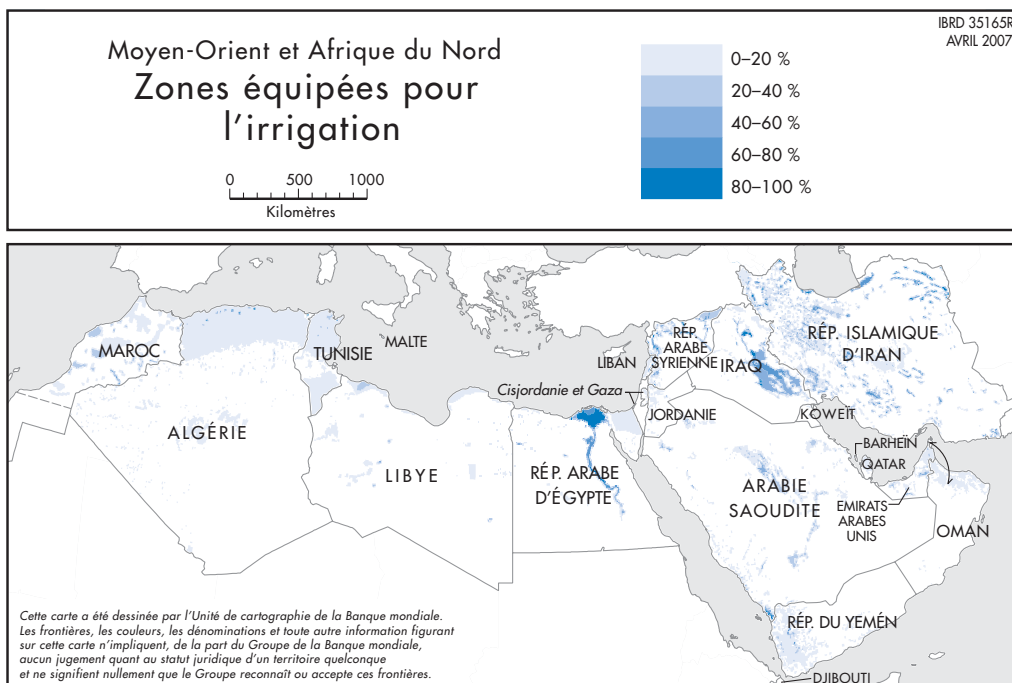 IBRD 35165R
AVRIL 2007
Moyen-Orient et Afrique du Nord
Zones équipées pour
l'irrigation
0 500 1000
Kilomètres
0–20 %
20–40 %
40–60 %
60–80 %
80–100 %
MAROC
ALGÉRIE
TUNISIE
MALTE
LIBYE
RÉP. ARABE
D'ÉGYPTE
Cisjordanie et Gaza
LIBAN
RÉP.
ARABE
SYRIENNE
JORDANIE
IRAQ
RÉP. ISLAMIQUE
D'IRAN
KOWEÏT
BARHEÏN
QATAR
ARABIE
SAOUDITE
EMIRATS
ARABES
UNIS
OMAN
RÉP. DU YEMÉN
DJIBOUTI
Cette carte a été dessinée par l'Unité de cartographie de la Banque mondiale.
Les frontières, les couleurs, les dénominations et toute autre information figurant
sur cette carte n'impliquent, de la part du Groupe de la Banque mondiale,
aucun jugement quant au statut juridique d'un territoire quelconque
et ne signifient nullement que le Groupe reconnaît ou accepte ces frontières.